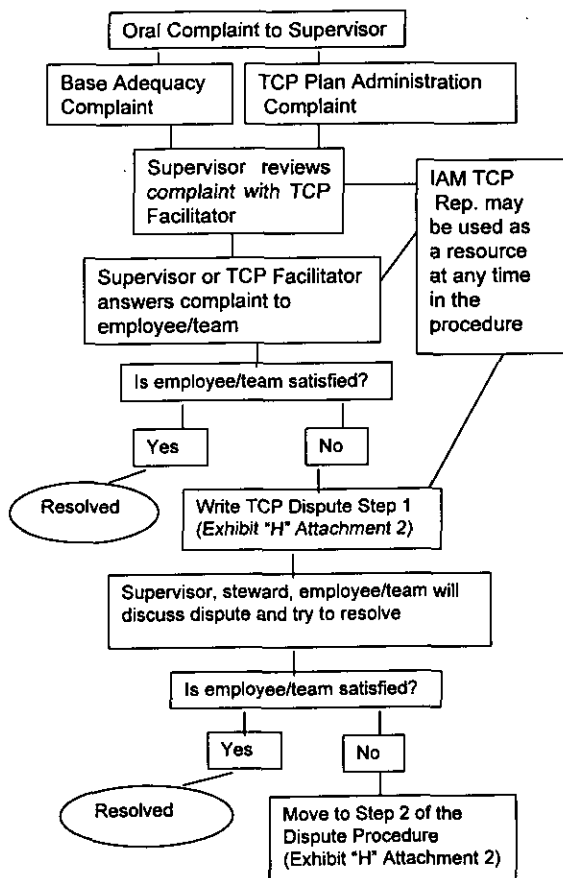 Oral Complaint to Supervisor
Base Adequacy
Complaint
TCP Plan Administration
Complaint
Supervisor reviews
complaint with TCP
Facilitator
IAM TCP
Rep. may
be used as
a resource
at any time
in the
procedure
Supervisor or TCP Facilitator
answers complaint to
employee/team
Is employee/team satisfied?
Yes
No
Resolved
Write TCP Dispute Step 1
(Exhibit "H" Attachment 2)
Supervisor, steward, employee/team will
discuss dispute and try to resolve
Is employee/team satisfied?
Yes
No
Resolved
Move to Step 2 of the
Dispute Procedure
(Exhibit "H" Attachment 2)